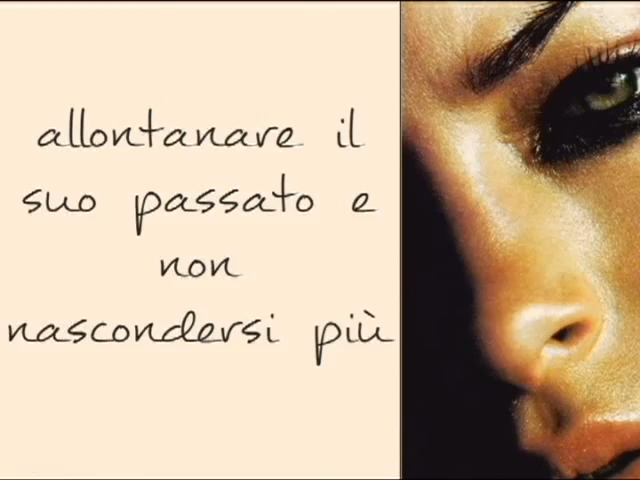 allontanare il
suo passato e
non
nascondersi più